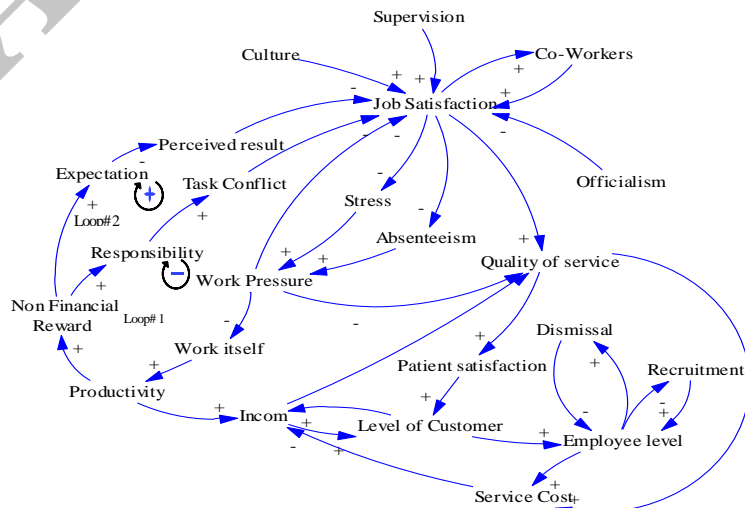 Supervision
Culture
Co-Workers
+
+
+
+
-
Job Satisfaction
-
-
-
Perceived result
Expectation
-
Task Conflict
Officialism
-
Stress
+
+
Loop#2
-
Absenteeism
Responsibility
+
+
+
Quality of service
Work Pressure
+
-
Non Financial
Reward
Loop# 1
-
-
Dismissal
Work itself
+
+
+
Patient satisfaction
Recruitment
Productivity
+
+
Incom
+
+
-
-
+
Level of Customer
+
Employee level
-
+
+
Service Cost
+